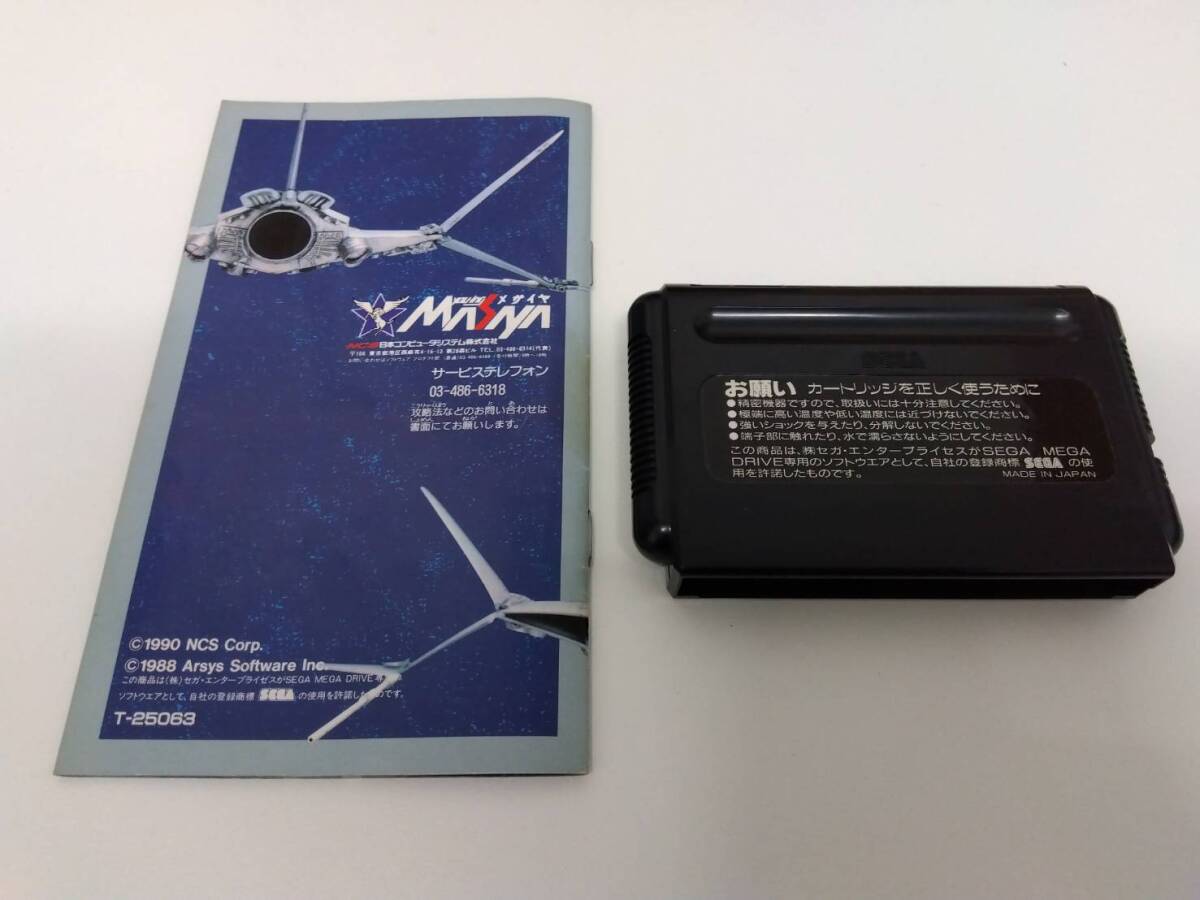 メサイヤ
MASAYA
NCS 日本コンピュータシステム株式会社
サービステレフォン
03-486-6318
攻略法などのお問い合わせは
書面にてお願いします。
©1990 NCS Corp.
©1988 Arsys Software Inc.
この商品は(株)セガ・エンタープライゼスがSEGA MEGA DRIVE専
ソフトウエアとして、自社の登録商標 SEGA の使用を許諾したものです。
T-25063
SEGA
お願い カートリッジを正しく使うために
●精密機器ですので、取扱いには十分注意してください。
●極端に高い温度や低い温度には近づけないでください。
●強いショックを与えたり、分解しないでください。
●端子部に触れたり、水で濡らさないようにしてください。
この商品は、㈱セガ・エンタープライゼスがSEGA MEGA
DRIVE専用のソフトウエアとして、自社の登録商標 SEGA の使
用を許諾したものです。
MADE IN JAPAN